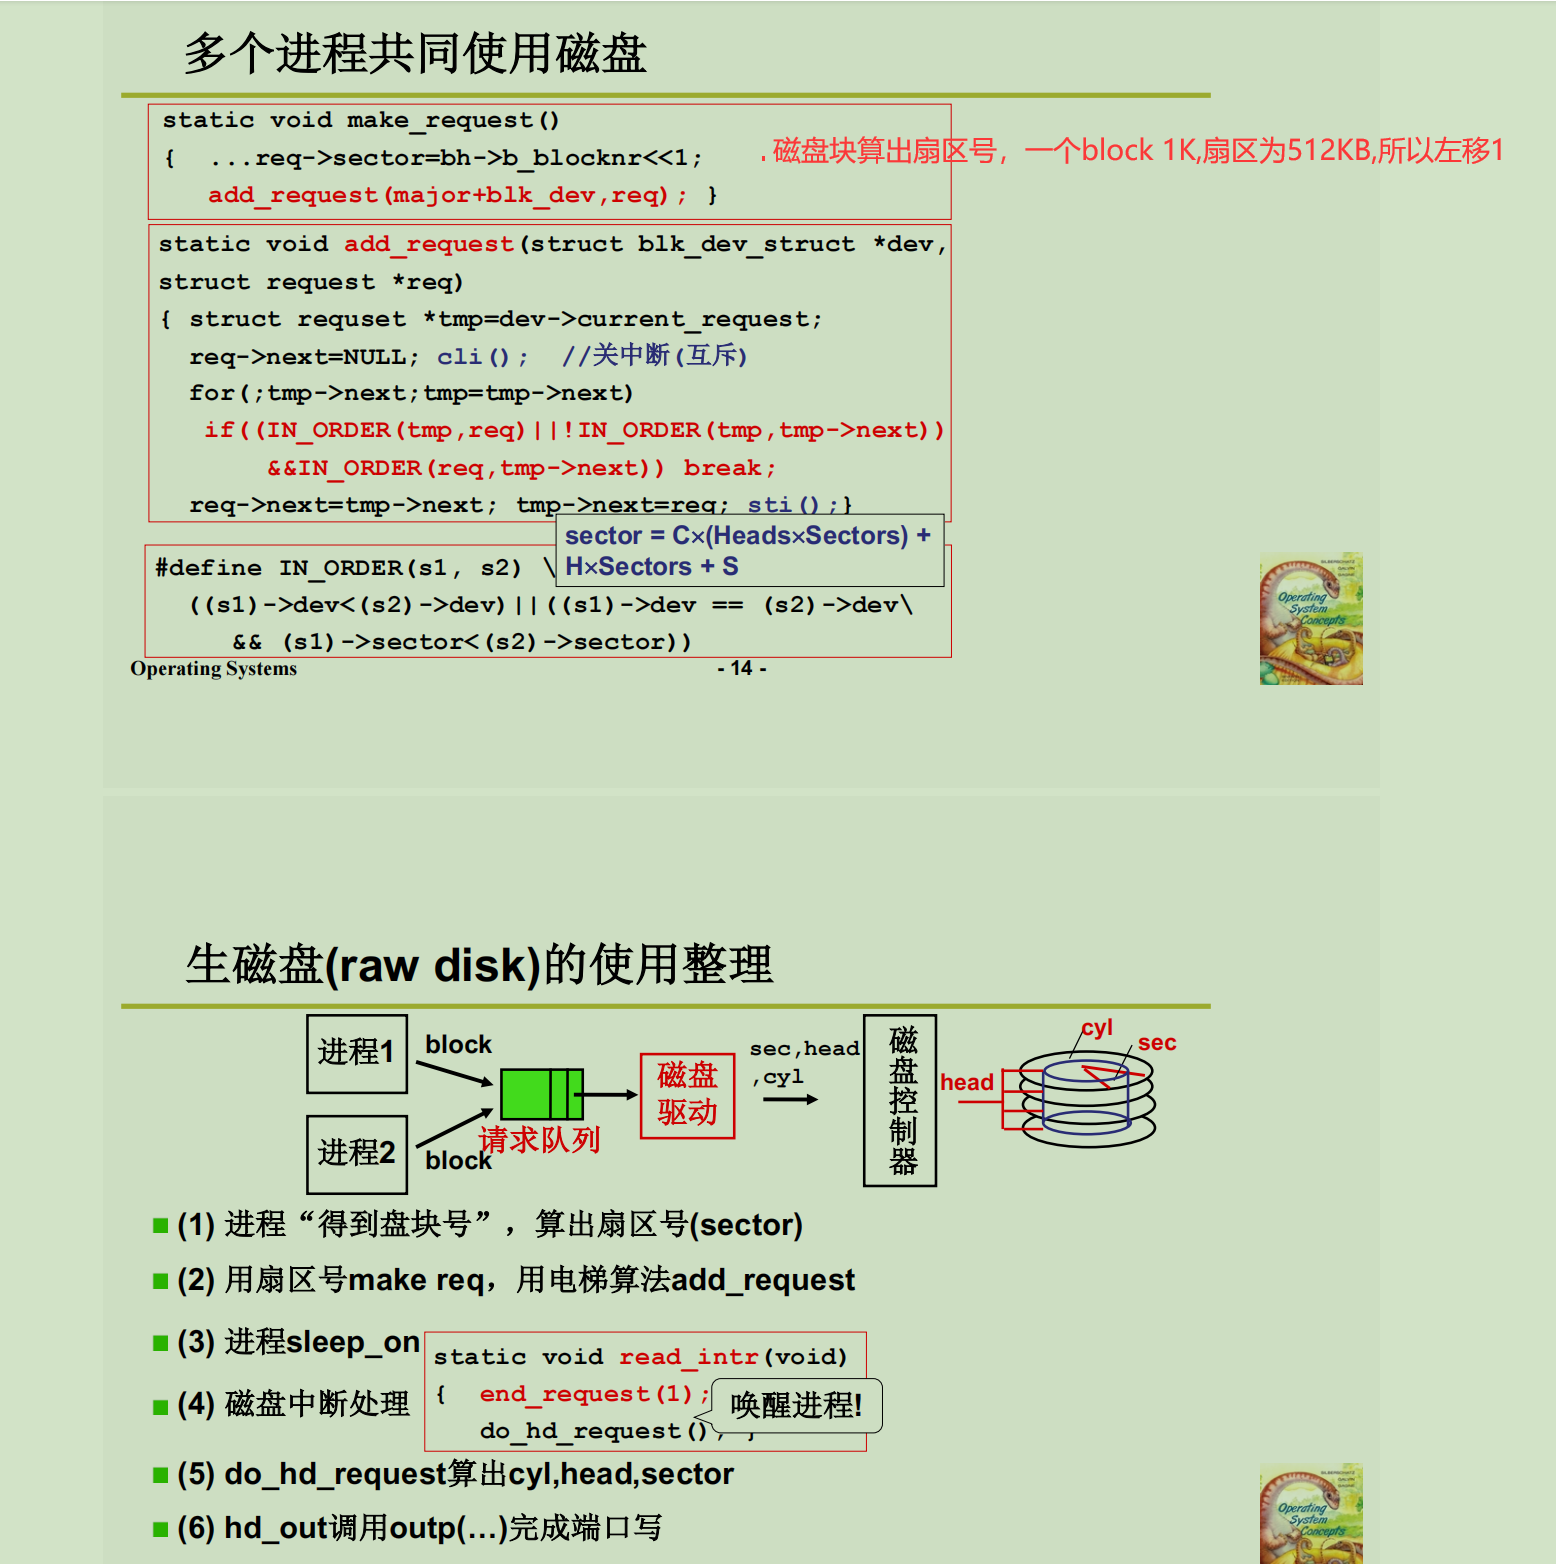 多个进程共同使用磁盘
static void make_request()
{ ...req->sector=bh->b_blocknr<<1;
. 磁盘块算出扇区号，一个block 1K,扇区为512KB,所以左移1
add_request(major+blk_dev,req); }
static void add_request(struct blk_dev_struct *dev,
struct request *req)
{ struct requset *tmp=dev->current_request;
req->next=NULL; cli(); //关中断(互斥)
for(;tmp->next;tmp=tmp->next)
if((IN_ORDER(tmp,req)||!IN_ORDER(tmp,tmp->next))
&&IN_ORDER(req,tmp->next)) break;
req->next=tmp->next; tmp->next=req; sti();}
sector = C×(Heads×Sectors) +
H×Sectors + S
#define IN_ORDER(s1, s2) \
((s1)->dev<(s2)->dev)||((s1)->dev == (s2)->dev\
&& (s1)->sector<(s2)->sector))
Operating Systems
- 14 -
Operating
System
Concepts
生磁盘(raw disk)的使用整理
进程1
block
进程2
block
请求队列
磁盘
驱动
sec,head
,cyl
磁盘控制器
head
cyl
sec
(1) 进程“得到盘块号”，算出扇区号(sector)
(2) 用扇区号make req，用电梯算法add_request
(3) 进程sleep_on
(4) 磁盘中断处理
static void read_intr(void)
{ end_request(1);
do_hd_request(); }
唤醒进程!
(5) do_hd_request算出cyl,head,sector
(6) hd_out调用outp(…)完成端口写
Operating
System
Concepts